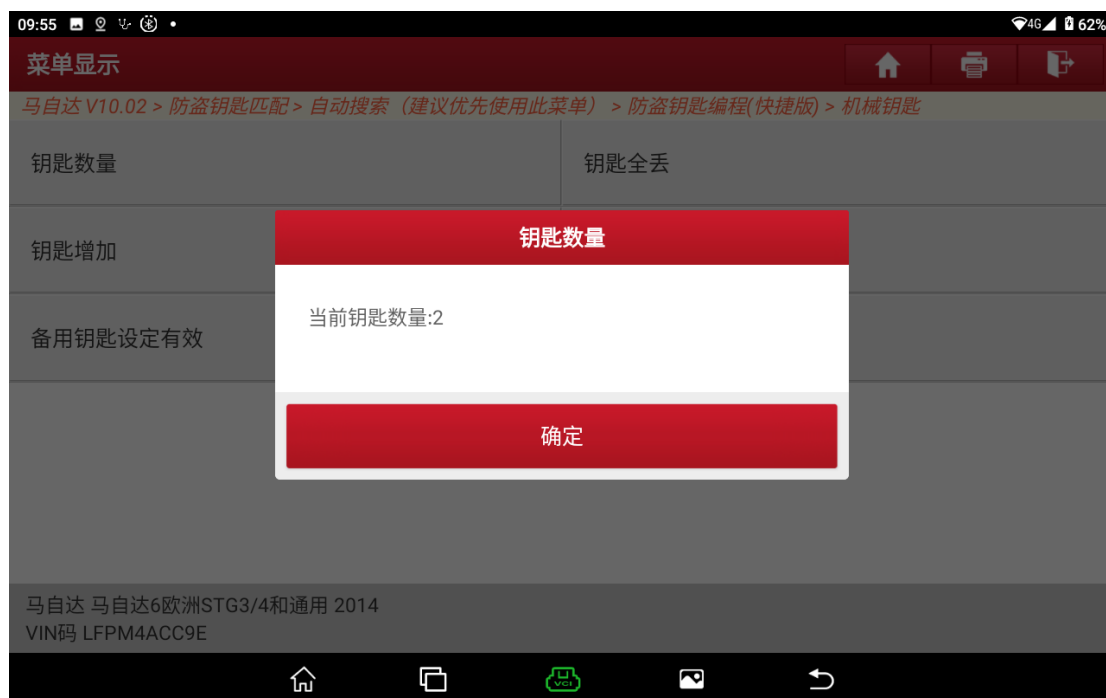 09:55
4G 62%
菜单显示
马自达 V10.02 > 防盗钥匙匹配 > 自动搜索（建议优先使用此菜单） > 防盗钥匙编程(快捷版) > 机械钥匙
钥匙数量
钥匙全丢
钥匙数量
钥匙增加
当前钥匙数量:2
备用钥匙设定有效
确定
马自达 马自达6欧洲STG3/4和通用 2014
VIN码 LFPM4ACC9E
VCI